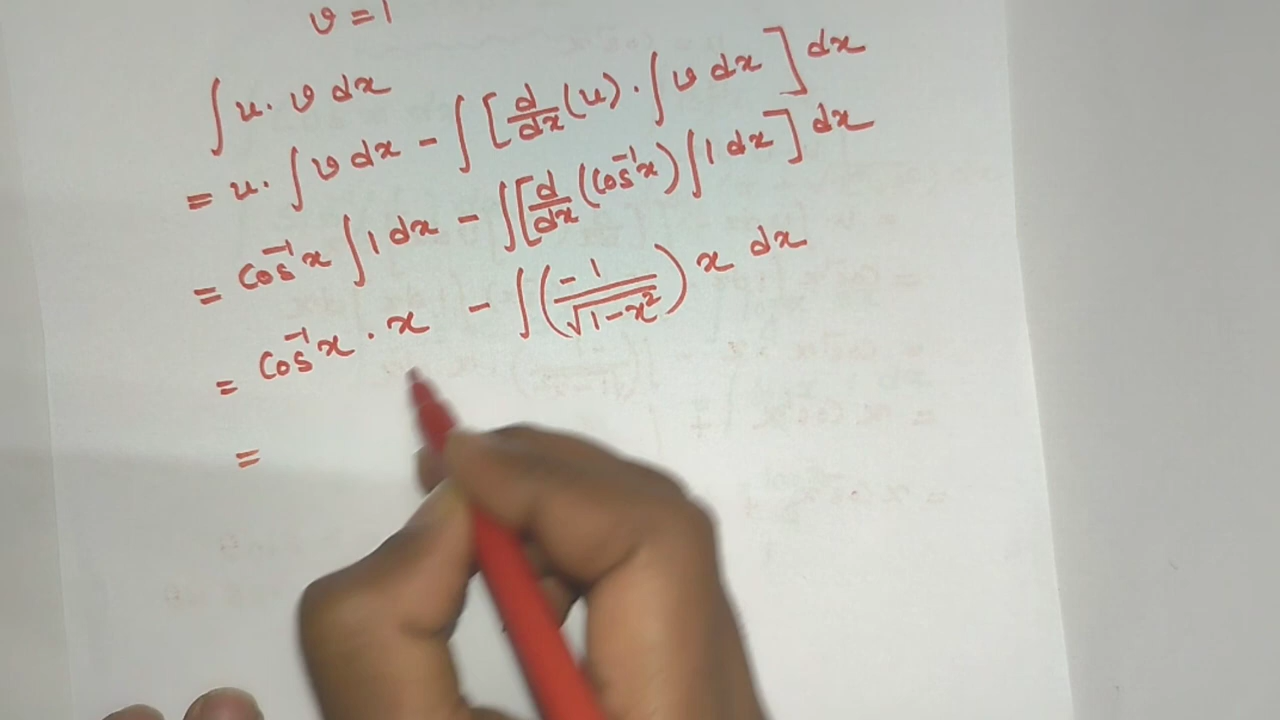 v = 1
∫ u · v dx
= u · ∫ v dx - ∫ [ d/dx (u) · ∫ v dx ] dx
= Cos⁻¹x ∫ 1 dx - ∫ [ d/dx (Cos⁻¹x) ∫ 1 dx ] dx
= Cos⁻¹x · x - ∫ ( -1/√(1-x²) ) x dx
=